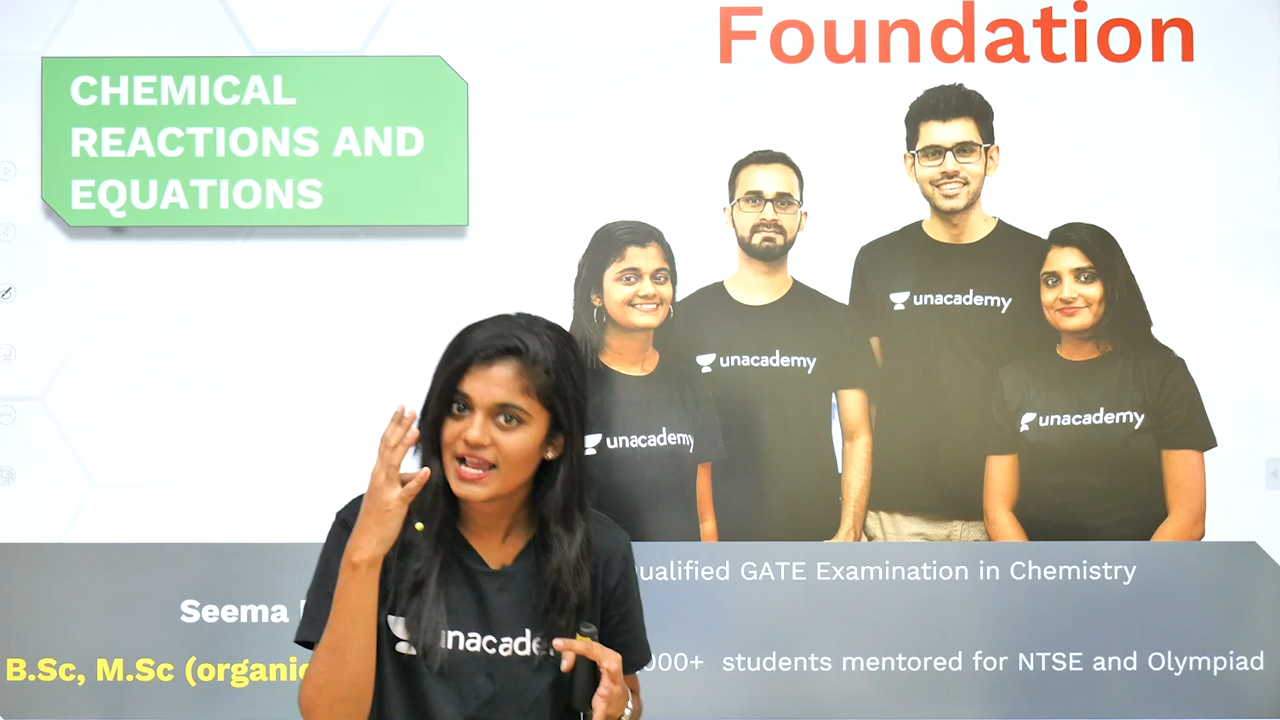 Foundation
CHEMICAL
REACTIONS AND
EQUATIONS
unacademy
unacademy
unacademy
unacademy
ualified GATE Examination in Chemistry
Seema
B.Sc, M.Sc (organic
000+ students mentored for NTSE and Olympiad